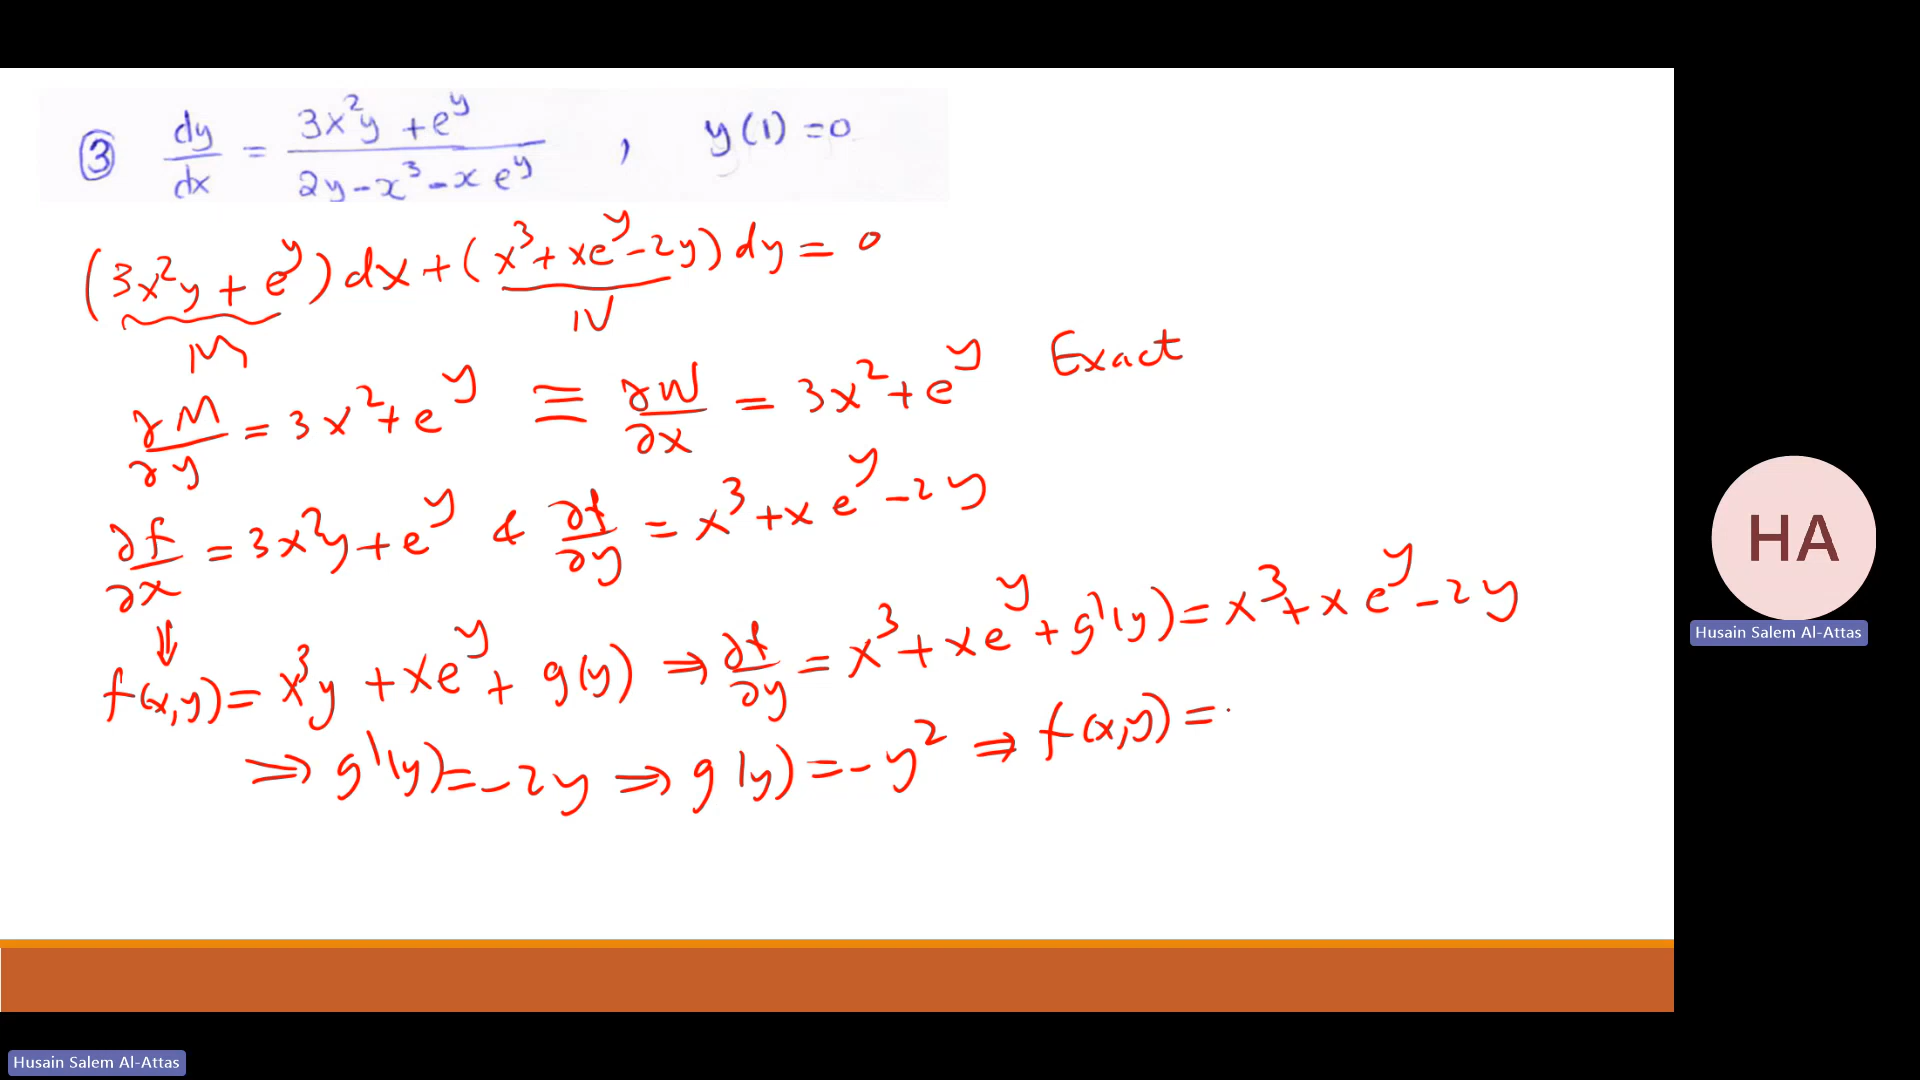 ③ dy/dx = (3x²y + e^y)/(2y - x³ - x e^y) , y(1) = 0
(3x²y + e^y) dx + (x³ + xe^y - 2y) dy = 0
M N
∂M/∂y = 3x² + e^y ≡ ∂N/∂x = 3x² + e^y Exact
∂f/∂x = 3x²y + e^y & ∂f/∂y = x³ + x e^y - 2y
⇓
f(x,y) = x³y + xe^y + g(y) ⇒ ∂f/∂y = x³ + xe^y + g'(y) = x³ + x e^y - 2y
⇒ g'(y) = -2y ⇒ g(y) = -y² ⇒ f(x,y) =
HA
Husain Salem Al-Attas
Husain Salem Al-Attas